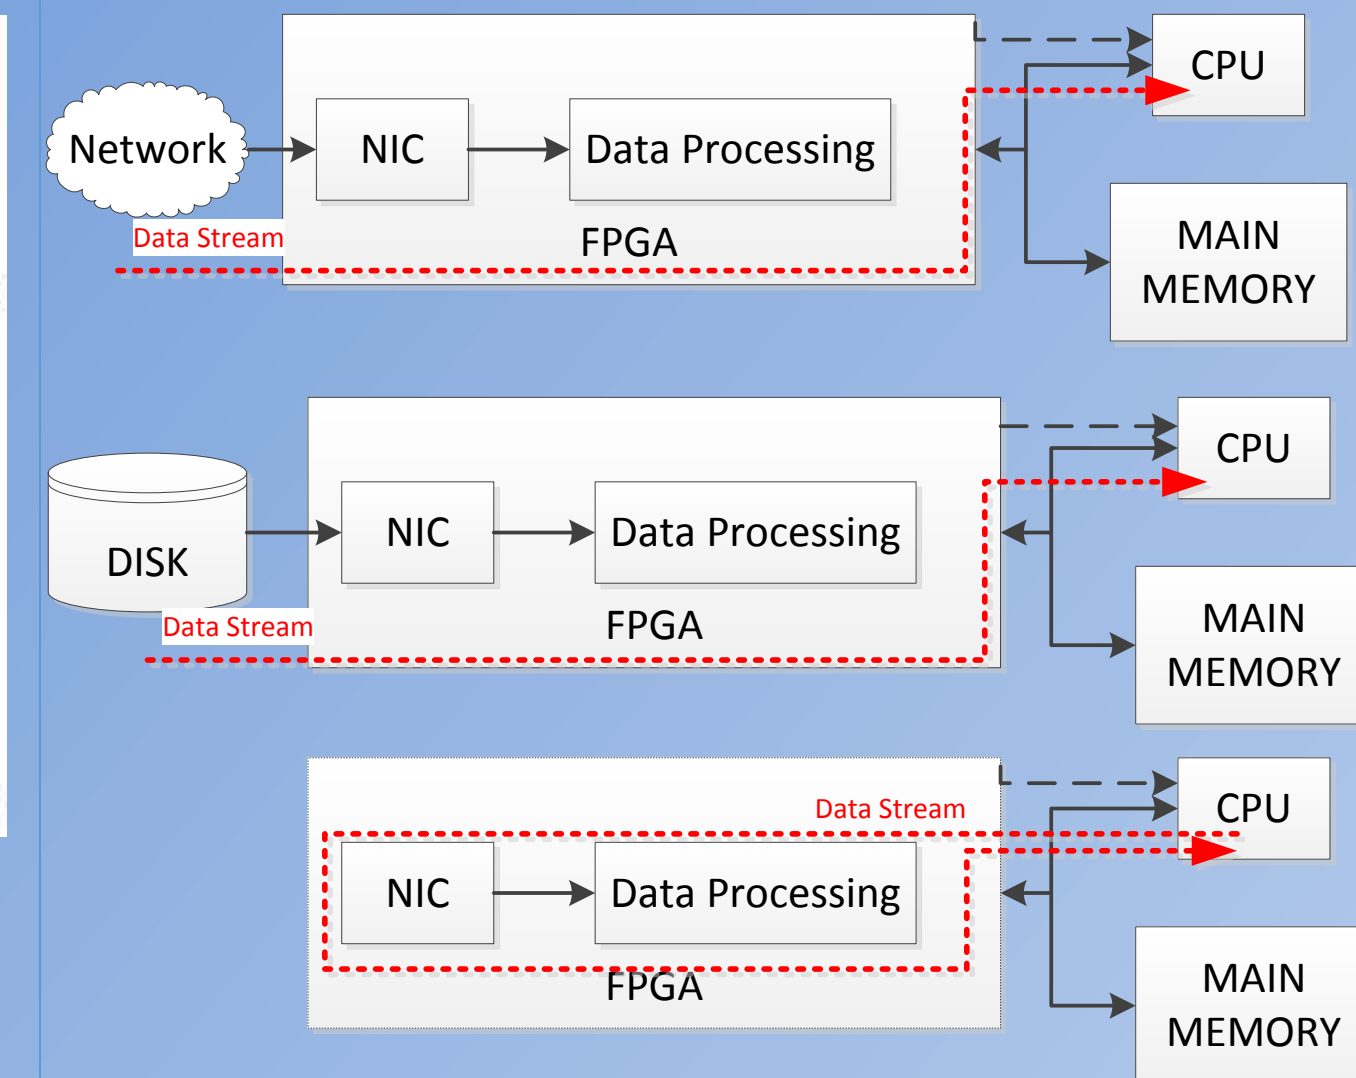 CPU
Network
NIC
Data Processing
Data Stream
FPGA
MAIN
MEMORY
CPU
NIC
Data Processing
DISK
Data Stream
FPGA
MAIN
MEMORY
Data Stream
CPU
NIC
Data Processing
FPGA
MAIN
MEMORY